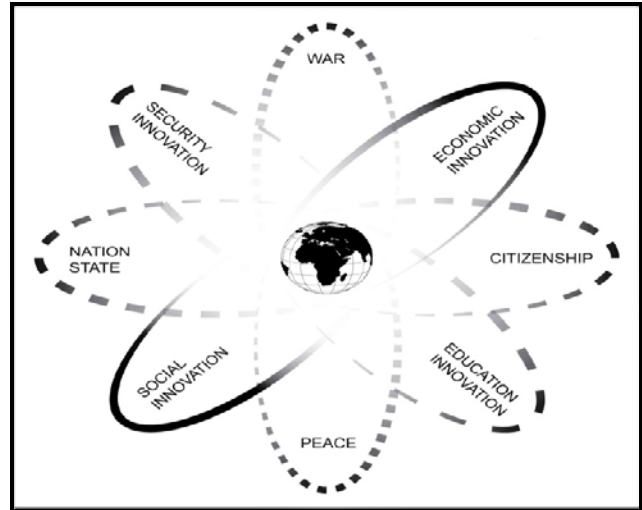 WAR
SECURITY
INNOVATION
ECONOMIC
INNOVATION
NATION
STATE
CITIZENSHIP
SOCIAL
INNOVATION
EDUCATION
INNOVATION
PEACE